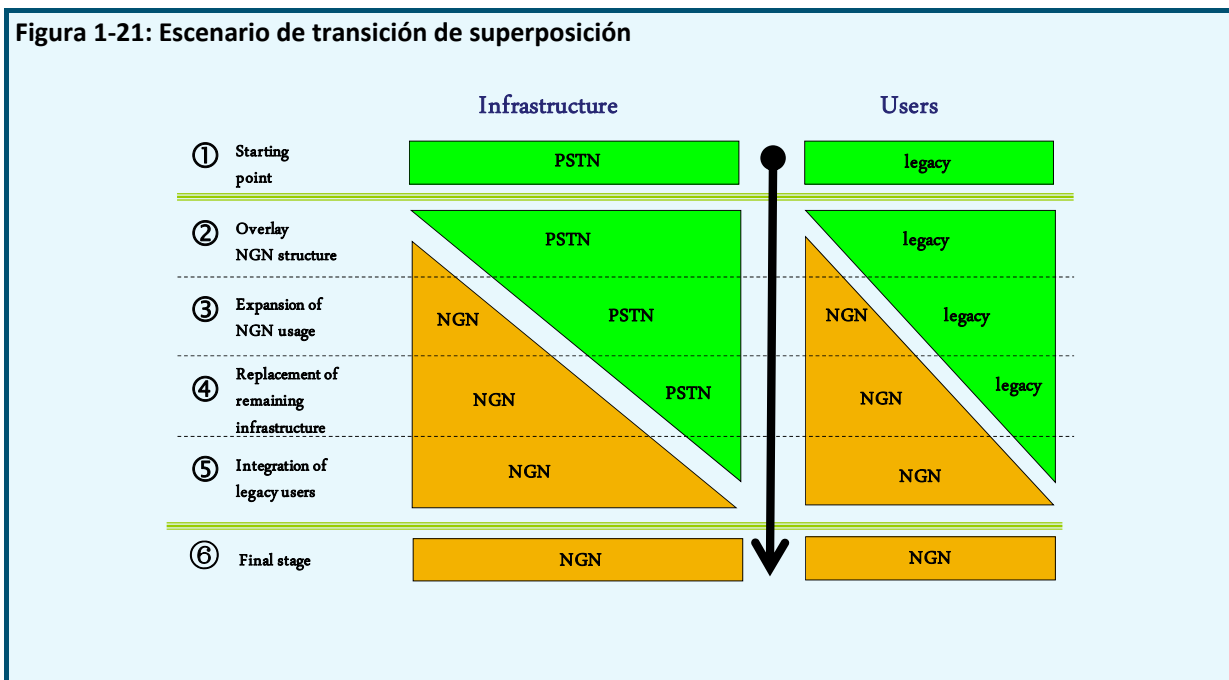 Figura 1-21: Escenario de transición de superposición
Infrastructure
Users
① Starting
point
PSTN
legacy
② Overlay
NGN structure
PSTN
legacy
③ Expansion of
NGN usage
NGN
PSTN
NGN
legacy
④ Replacement of
remaining
infrastructure
NGN
PSTN
NGN
legacy
⑤ Integration of
legacy users
NGN
NGN
⑥ Final stage
NGN
NGN